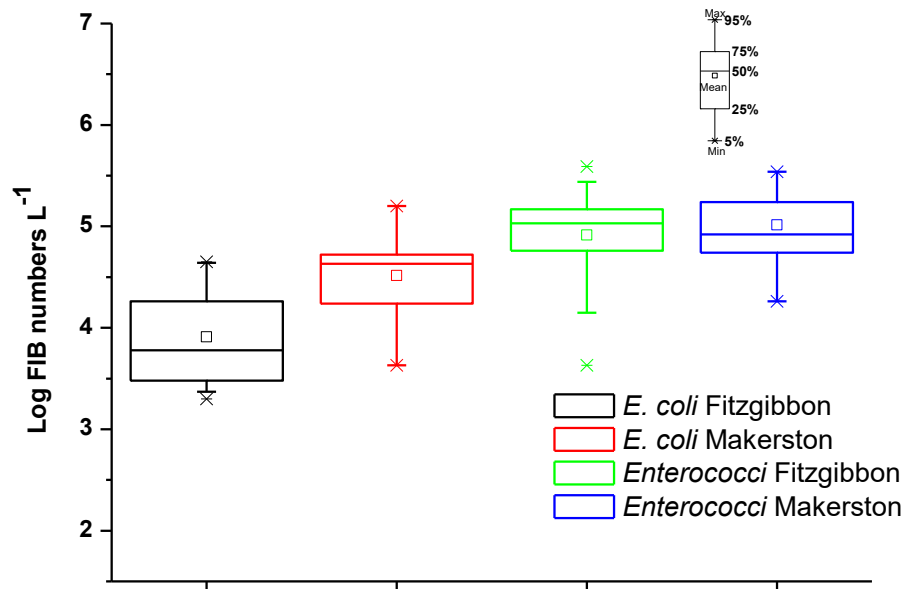 Log FIB numbers L-1
7
6
5
4
3
2
Max
95%
75%
50%
Mean
25%
5%
Min
E. coli Fitzgibbon
E. coli Makerston
Enterococci Fitzgibbon
Enterococci Makerston